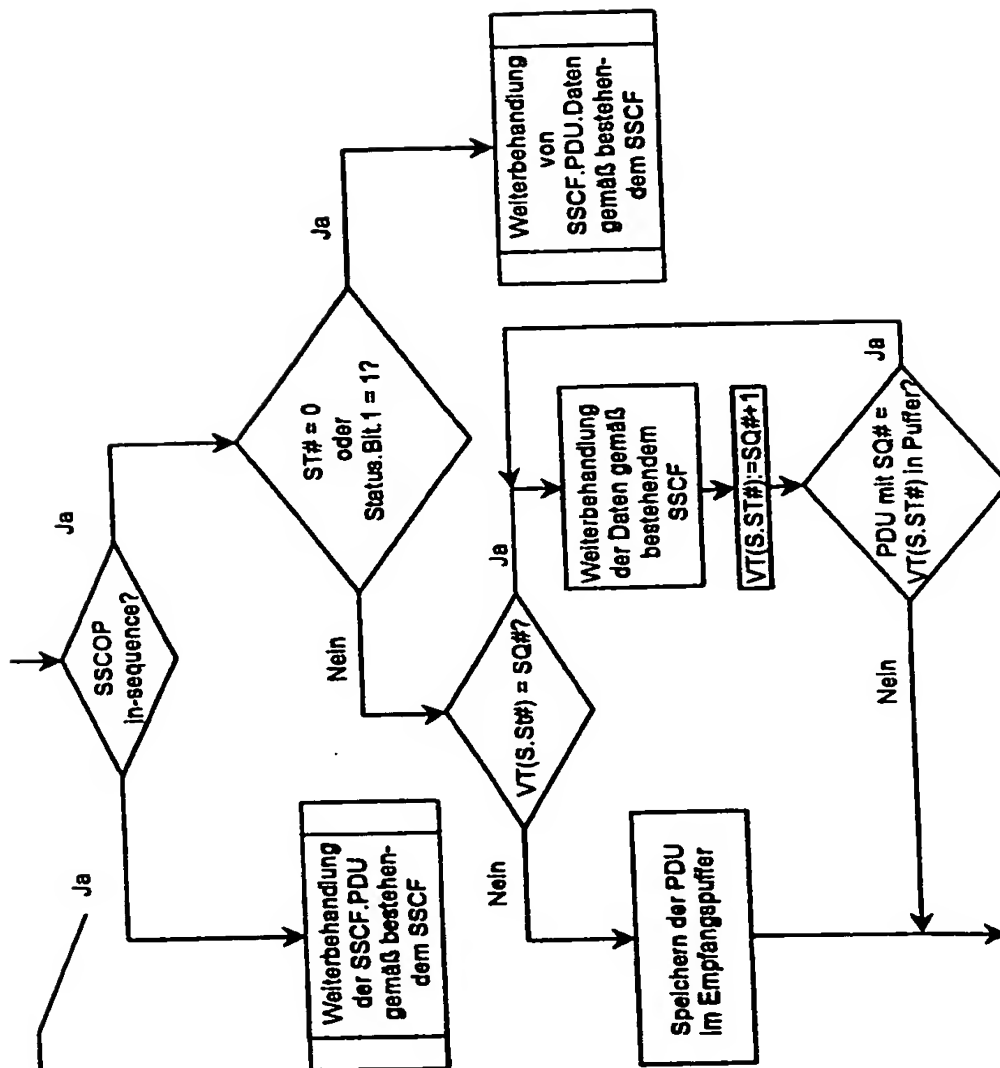 Ja
SSCOP
in-sequence?
Ja
Weiterbehandlung
der SSCF.PDU
gemäß bestehen-
dem SSCF
ST# = 0
oder
Status.Bit.1 = 1?
Ja
Nein
Weiterbehandlung
von
SSCF.PDU.Daten
gemäß bestehen-
dem SSCF
VT(S.St#) = SQ#?
Ja
Nein
Weiterbehandlung
der Daten gemäß
bestehendem
SSCF
VT(S.ST#):=SQ#+1
Speichern der PDU
im Empfangspuffer
PDU mit SQ# =
VT(S.ST#) in Puffer?
Ja
Nein